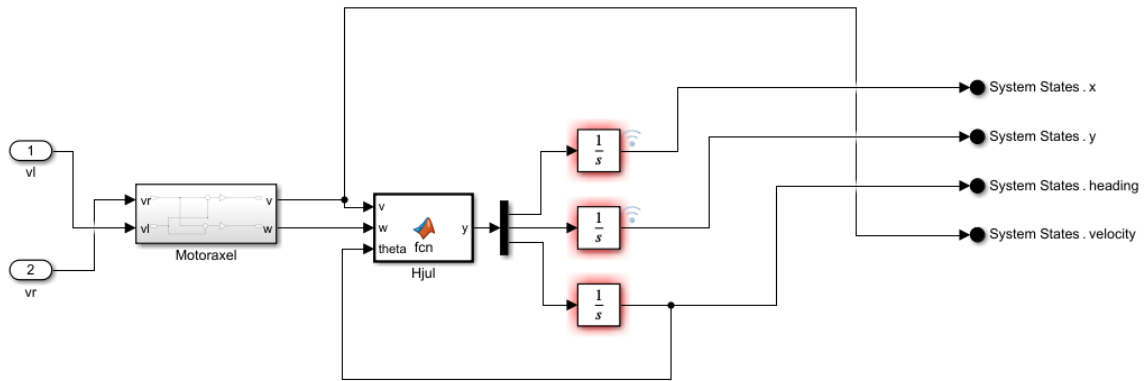 System States . x
System States . y
System States . heading
System States . velocity
1
vl
2
vr
vr
vl
v
w
Motoraxel
v
w
theta
fcn
y
Hjul
1
s
1
s
1
s